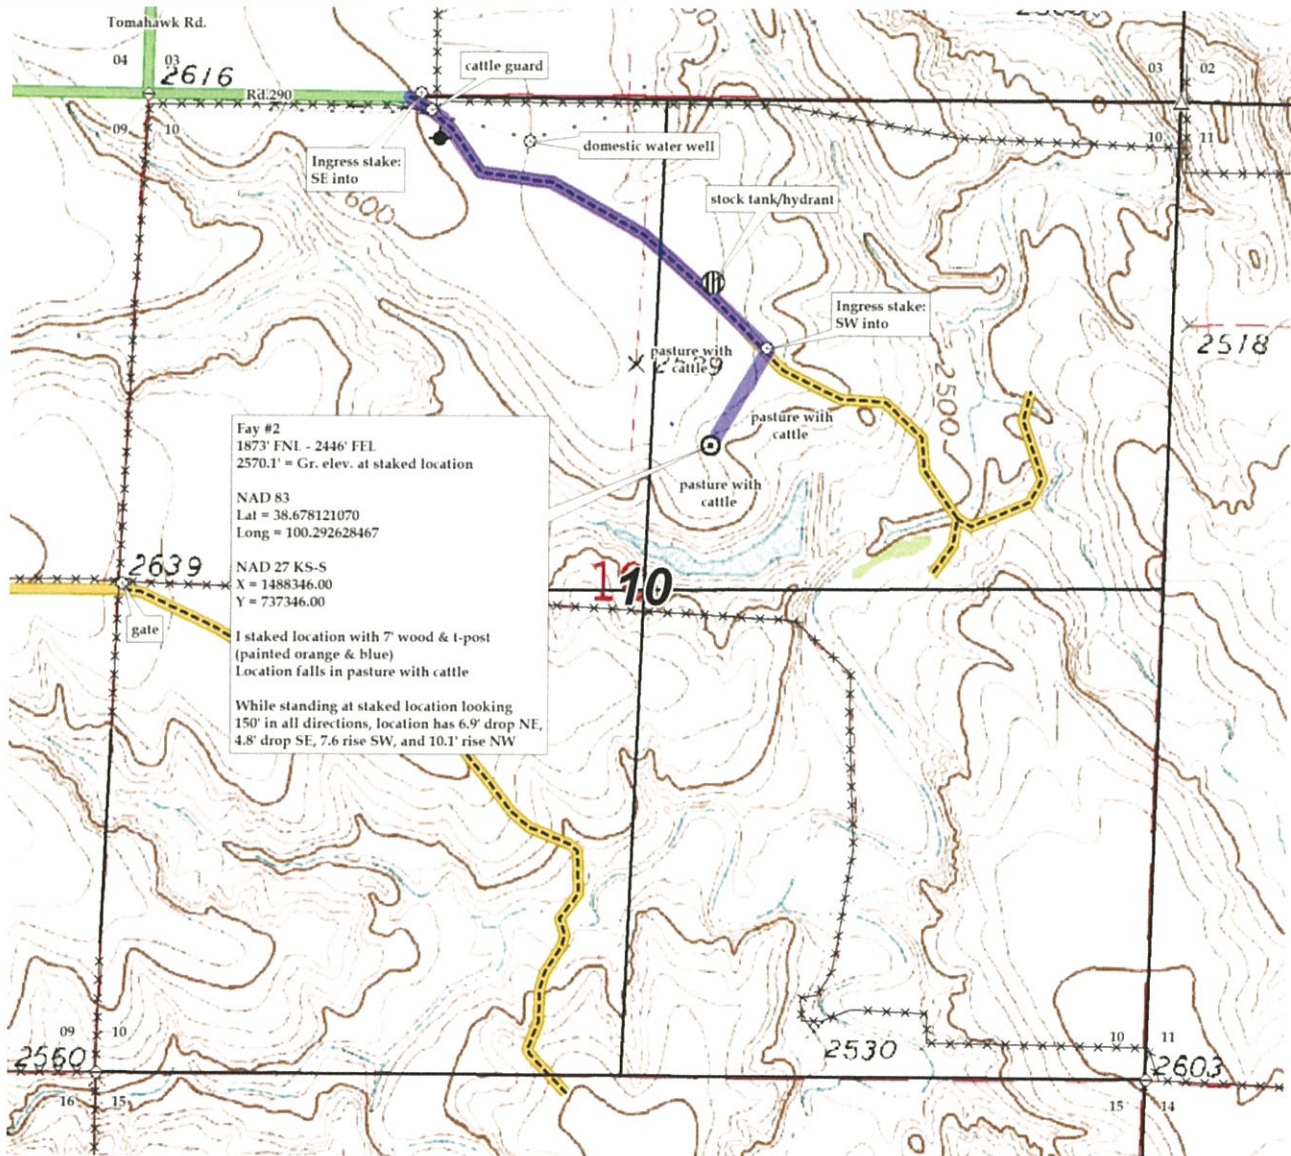 Tomahawk Rd.
04 03
2616
Rd.290
09 10
cattle guard
Ingress stake:
SE into
domestic water well
03 02
10 11
2600
stock tank/hydrant
Ingress stake:
SW into
pasture with
cattle
2518
2500
pasture with
cattle
pasture with
cattle
Fay #2
1873' FNL - 2446' FEL
2570.1' = Gr. elev. at staked location
NAD 83
Lat = 38.678121070
Long = 100.292628467
NAD 27 KS-S
X = 1488346.00
Y = 737346.00
I staked location with 7' wood & t-post
(painted orange & blue)
Location falls in pasture with cattle
While standing at staked location looking
150' in all directions, location has 6.9' drop NE,
4.8' drop SE, 7.6 rise SW, and 10.1' rise NW
2639
gate
10
09 10
2560
16 15
2530
10 11
2603
15 14